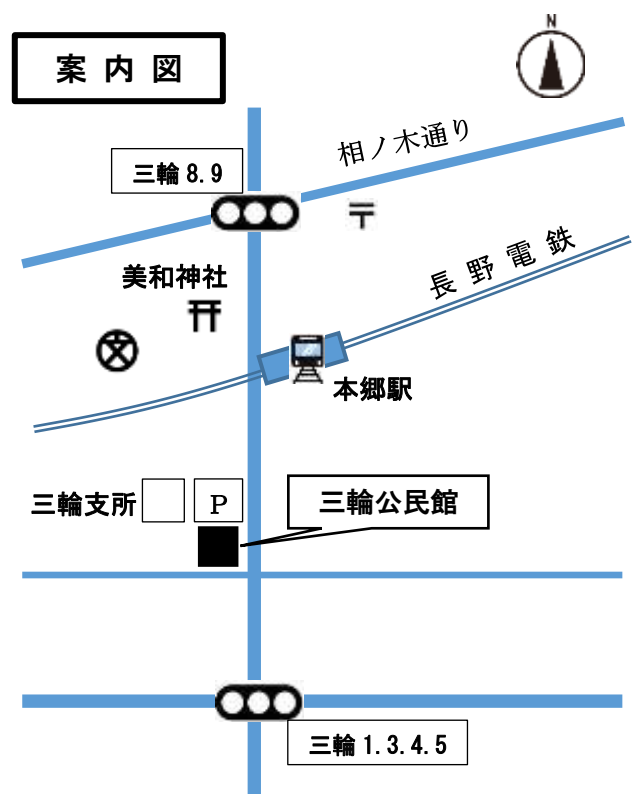 N
案内図
相ノ木通り
三輪 8.9
〒
美和神社
長野電鉄
本郷駅
三輪支所
P
三輪公民館
三輪 1.3.4.5